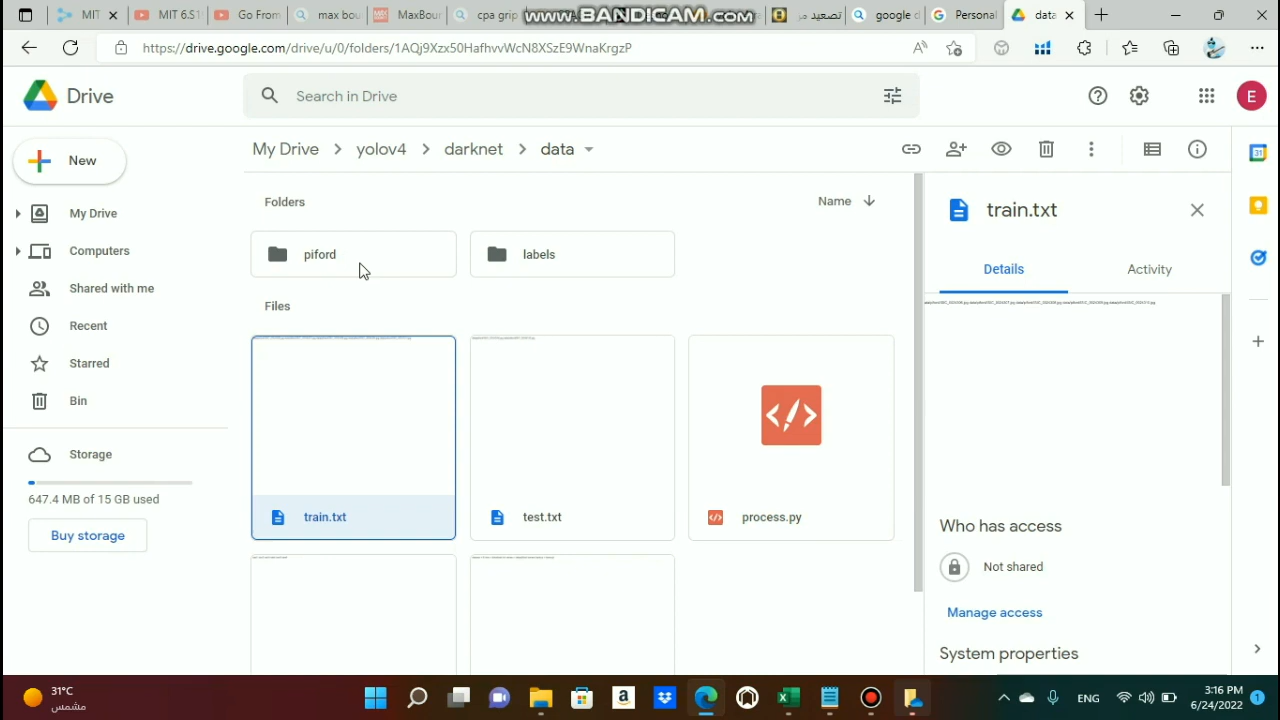 MIT
MIT 6.S1
Go From
train bou
MaxBour
cpa grip
www.BANDICAM.com
تصعيد من
google d
Personal
data
https://drive.google.com/drive/u/0/folders/1AQj9Xzx50HafhvvWcN8XSzE9WnaKrgzP
Drive
Search in Drive
E
New
My Drive
Computers
Shared with me
Recent
Starred
Bin
Storage
647.4 MB of 15 GB used
Buy storage
My Drive
yolov4
darknet
data
Folders
Name
piford
labels
Files
train.txt
test.txt
process.py
train.txt
Details
Activity
Who has access
Not shared
Manage access
System properties
31°C
مشمس
ENG
3:16 PM
6/24/2022
1